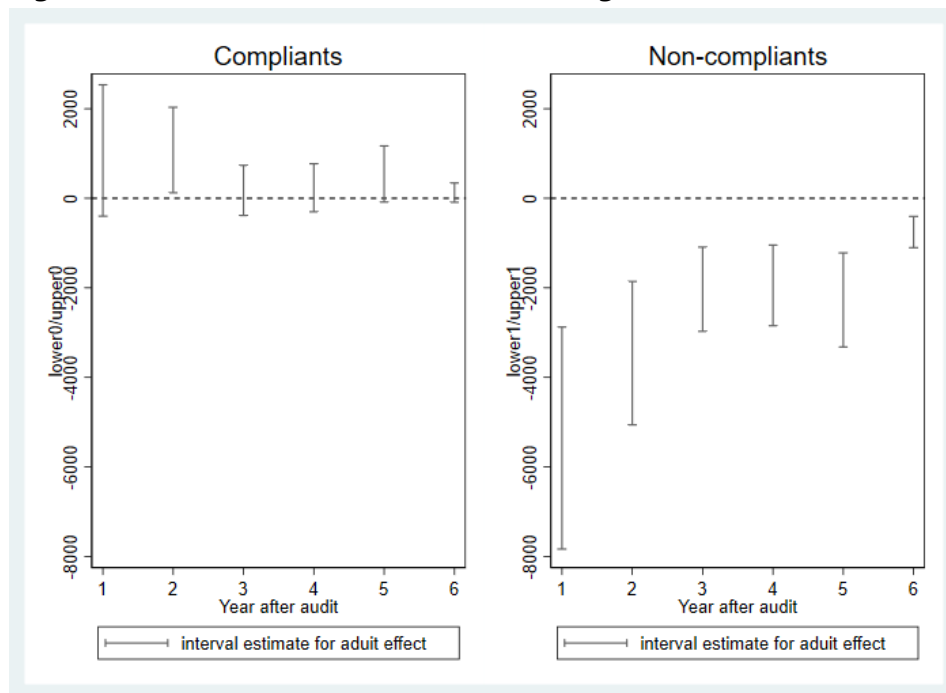 Compliants
Non-compliants
lower0/upper0
2000
0
-2000
-4000
-6000
-8000
1 2 3 4 5 6
Year after audit
interval estimate for aduit effect
lower1/upper1
2000
0
-2000
-4000
-6000
-8000
1 2 3 4 5 6
Year after audit
interval estimate for aduit effect